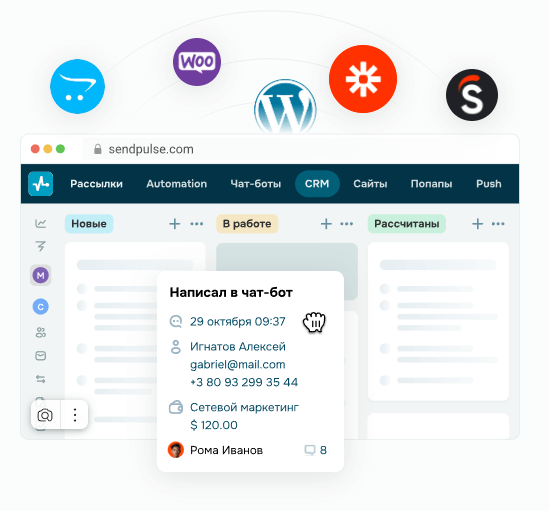 WOO
W
S
sendpulse.com
Рассылки Automation Чат-боты CRM Сайты Попапы Push
Новые В работе Рассчитаны
M
C
Написал в чат-бот
29 октября 09:37
Игнатов Алексей
gabriel@mail.com
+3 80 93 299 35 44
Сетевой маркетинг
$ 120.00
Рома Иванов 8